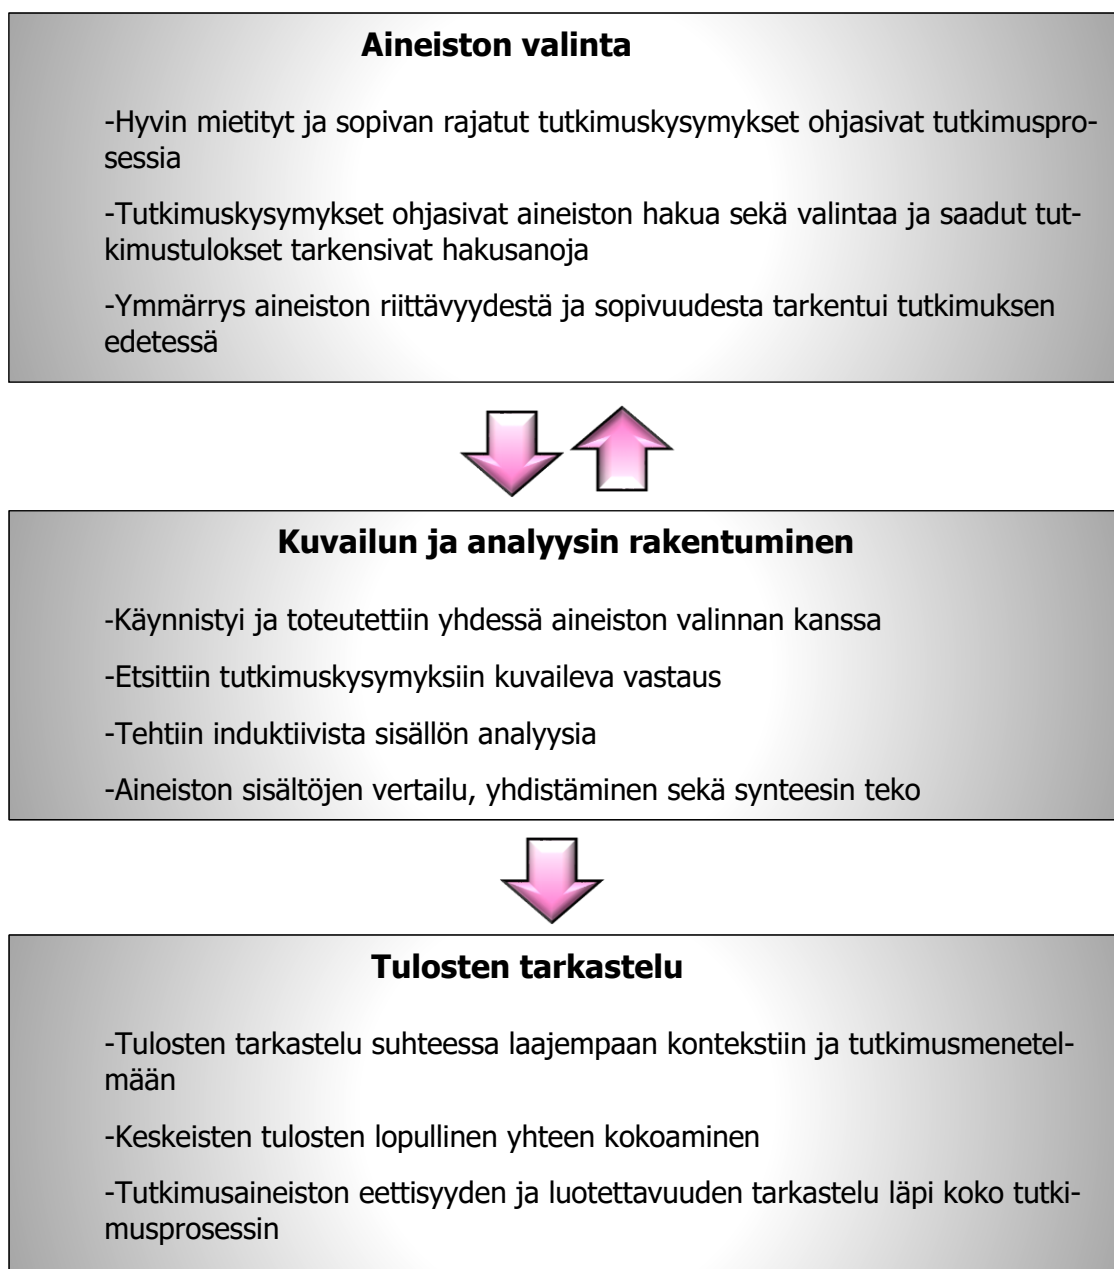 Aineiston valinta
-Hyvin mietityt ja sopivan rajatut tutkimuskysymykset ohjasivat tutkimuspro-
sessia
-Tutkimuskysymykset ohjasivat aineiston hakua sekä valintaa ja saadut tut-
kimustulokset tarkensivat hakusanoja
-Ymmärrys aineiston riittävyydestä ja sopivuudesta tarkentui tutkimuksen
edetessä
Kuvailun ja analyysin rakentuminen
-Käynnistyi ja toteutettiin yhdessä aineiston valinnan kanssa
-Etsittiin tutkimuskysymyksiin kuvaileva vastaus
-Tehtiin induktiivista sisällön analyysia
-Aineiston sisältöjen vertailu, yhdistäminen sekä synteesin teko
Tulosten tarkastelu
-Tulosten tarkastelu suhteessa laajempaan kontekstiin ja tutkimusmenetel-
mään
-Keskeisten tulosten lopullinen yhteen kokoaminen
-Tutkimusaineiston eettisyyden ja luotettavuuden tarkastelu läpi koko tutki-
musprosessin